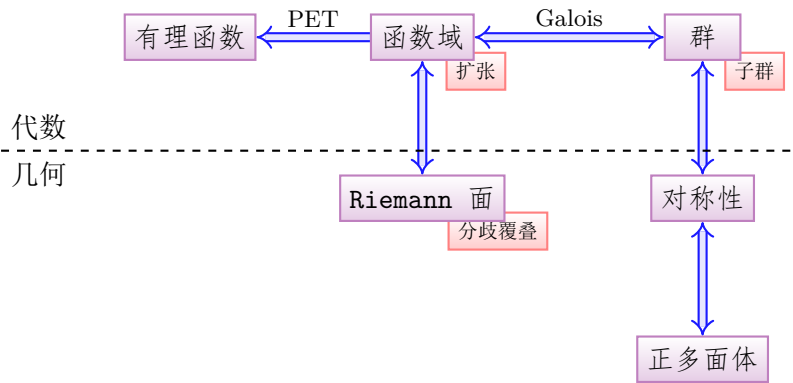 PET
Galois
有理函数
函数域
群
扩张
子群
代数
几何
Riemann 面
对称性
分歧覆叠
正多面体